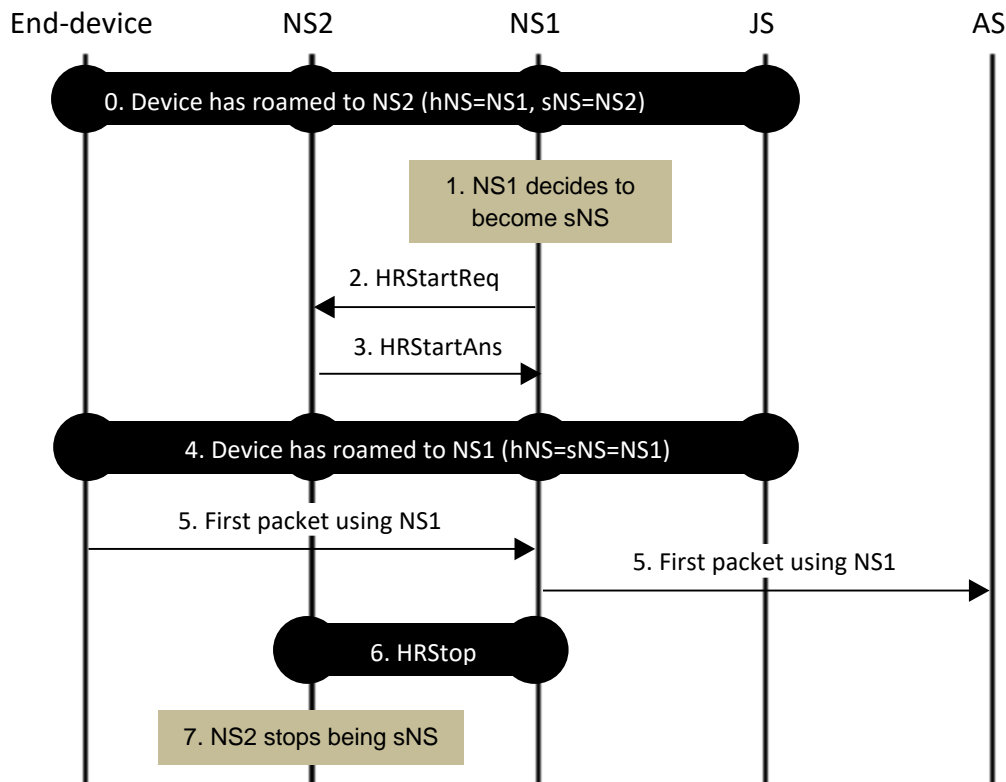 End-device NS2 NS1 JS AS
0. Device has roamed to NS2 (hNS=NS1, sNS=NS2)
1. NS1 decides to
become sNS
2. HRStartReq
3. HRStartAns
4. Device has roamed to NS1 (hNS=sNS=NS1)
5. First packet using NS1
5. First packet using NS1
6. HRStop
7. NS2 stops being sNS